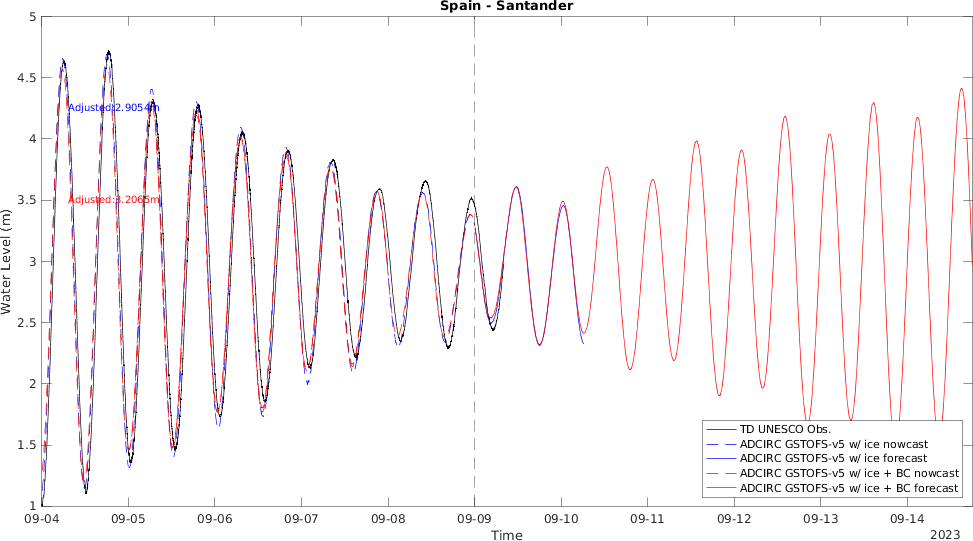 Spain - Santander
5
4.5
4
3.5
3
2.5
2
1.5
1
Water Level (m)
Adjusted:2.9054m
Adjusted:3.2065m
TD UNESCO Obs.
ADCIRC GSTOFS-v5 w/ ice nowcast
ADCIRC GSTOFS-v5 w/ ice forecast
ADCIRC GSTOFS-v5 w/ ice + BC nowcast
ADCIRC GSTOFS-v5 w/ ice + BC forecast
09-04 09-05 09-06 09-07 09-08 09-09 09-10 09-11 09-12 09-13 09-14
Time
2023